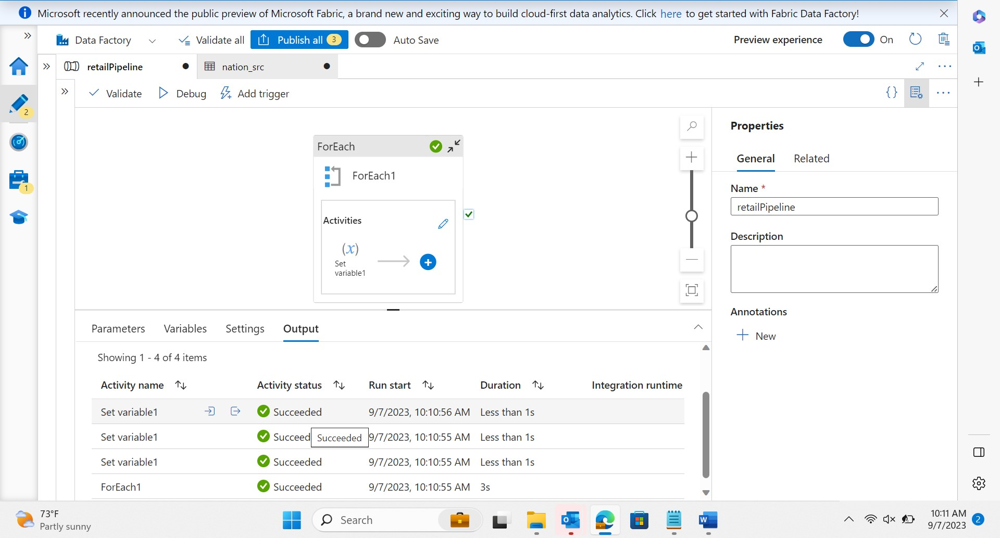 Microsoft recently announced the public preview of Microsoft Fabric, a brand new and exciting way to build cloud-first data analytics. Click here to get started with Fabric Data Factory!
Data Factory
Validate all
Publish all 3
Auto Save
Preview experience
On
retailPipeline
nation_src
Validate
Debug
Add trigger
2
1
ForEach
ForEach1
Activities
(x)
Set
variable1
Properties
General
Related
Name *
retailPipeline
Description
Annotations
New
Parameters
Variables
Settings
Output
Showing 1 - 4 of 4 items
Activity name Activity status Run start Duration Integration runtime
Set variable1 Succeeded 9/7/2023, 10:10:56 AM Less than 1s
Set variable1 Succeed Succeeded 9/7/2023, 10:10:55 AM Less than 1s
Set variable1 Succeeded 9/7/2023, 10:10:55 AM Less than 1s
ForEach1 Succeeded 9/7/2023, 10:10:55 AM 3s
73°F
Partly sunny
Search
10:11 AM
9/7/2023
2